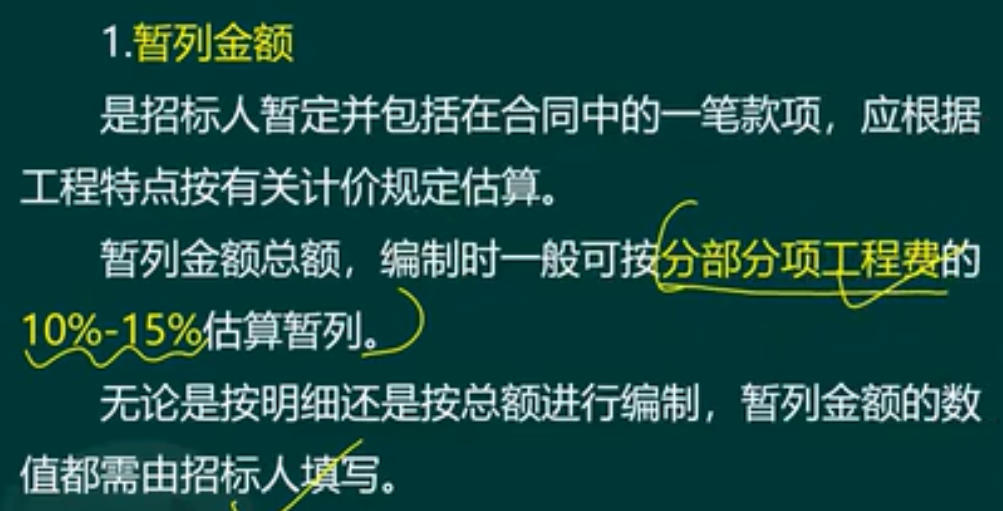 1.暂列金额
是招标人暂定并包括在合同中的一笔款项，应根据
工程特点按有关计价规定估算。
暂列金额总额，编制时一般可按分部分项工程费的
10%-15%估算暂列。
无论是按明细还是按总额进行编制，暂列金额的数
值都需由招标人填写。